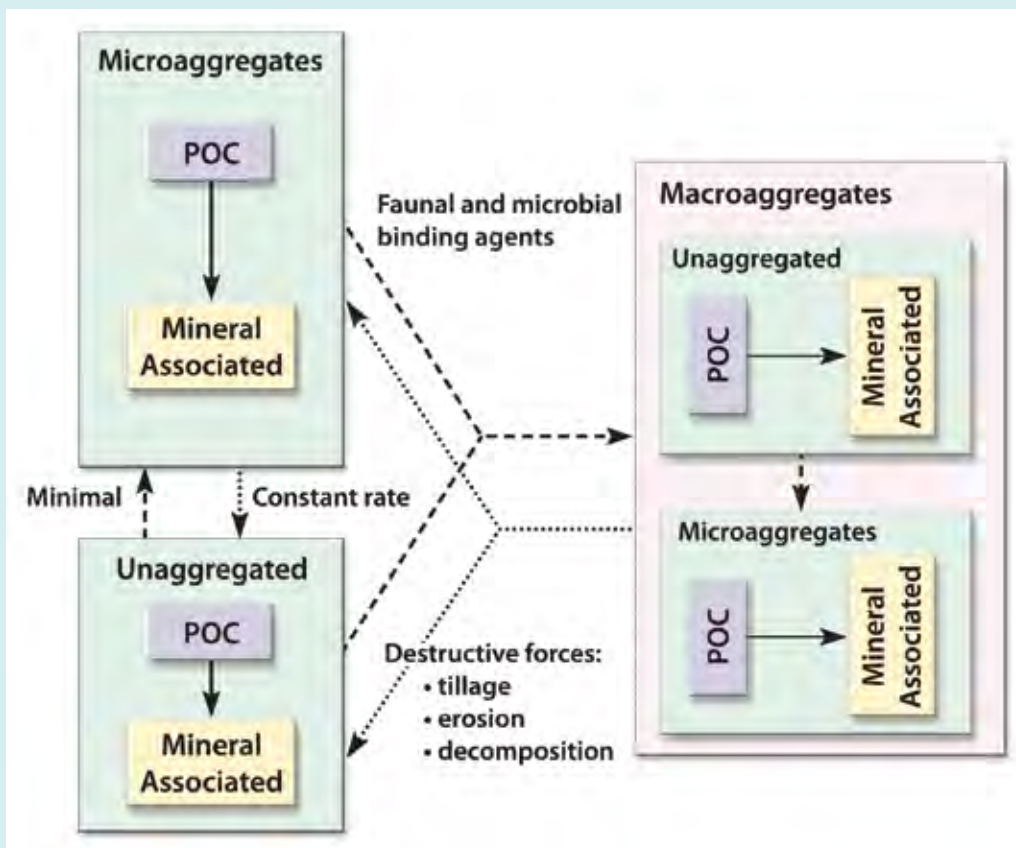 Microaggregates
POC
Mineral
Associated
Minimal
Constant rate
Unaggregated
POC
Mineral
Associated
Faunal and microbial
binding agents
Destructive forces:
• tillage
• erosion
• decomposition
Macroaggregates
Unaggregated
POC
Mineral
Associated
Microaggregates
POC
Mineral
Associated